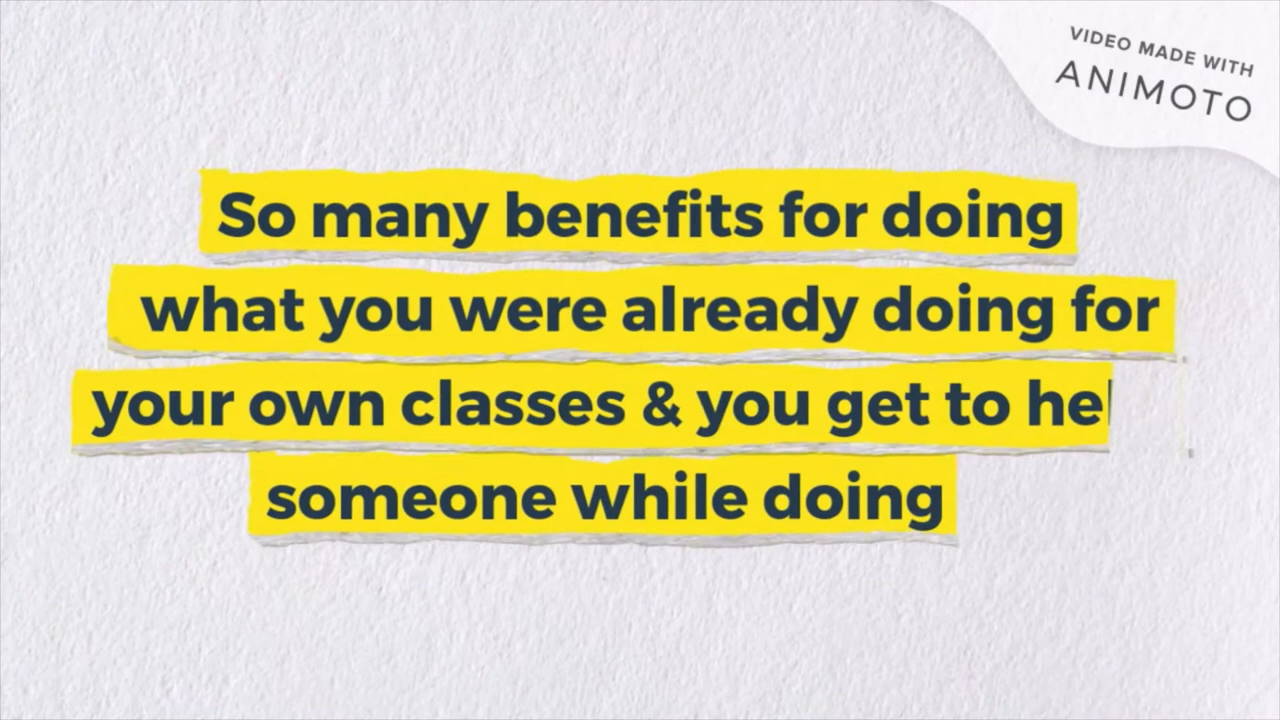 VIDEO MADE WITH
ANIMOTO
So many benefits for doing
what you were already doing for
your own classes & you get to
someone while doing